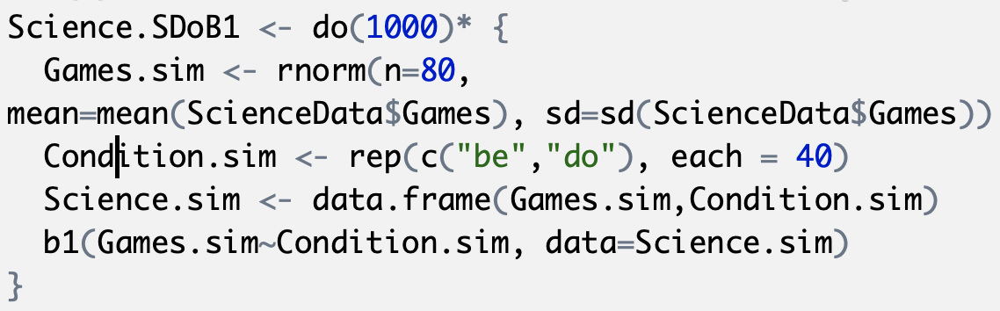 Science.SDoB1 <- do(1000)* {
  Games.sim <- rnorm(n=80,
mean=mean(ScienceData$Games), sd=sd(ScienceData$Games))
  Condition.sim <- rep(c("be","do"), each = 40)
  Science.sim <- data.frame(Games.sim,Condition.sim)
  b1(Games.sim~Condition.sim, data=Science.sim)
}